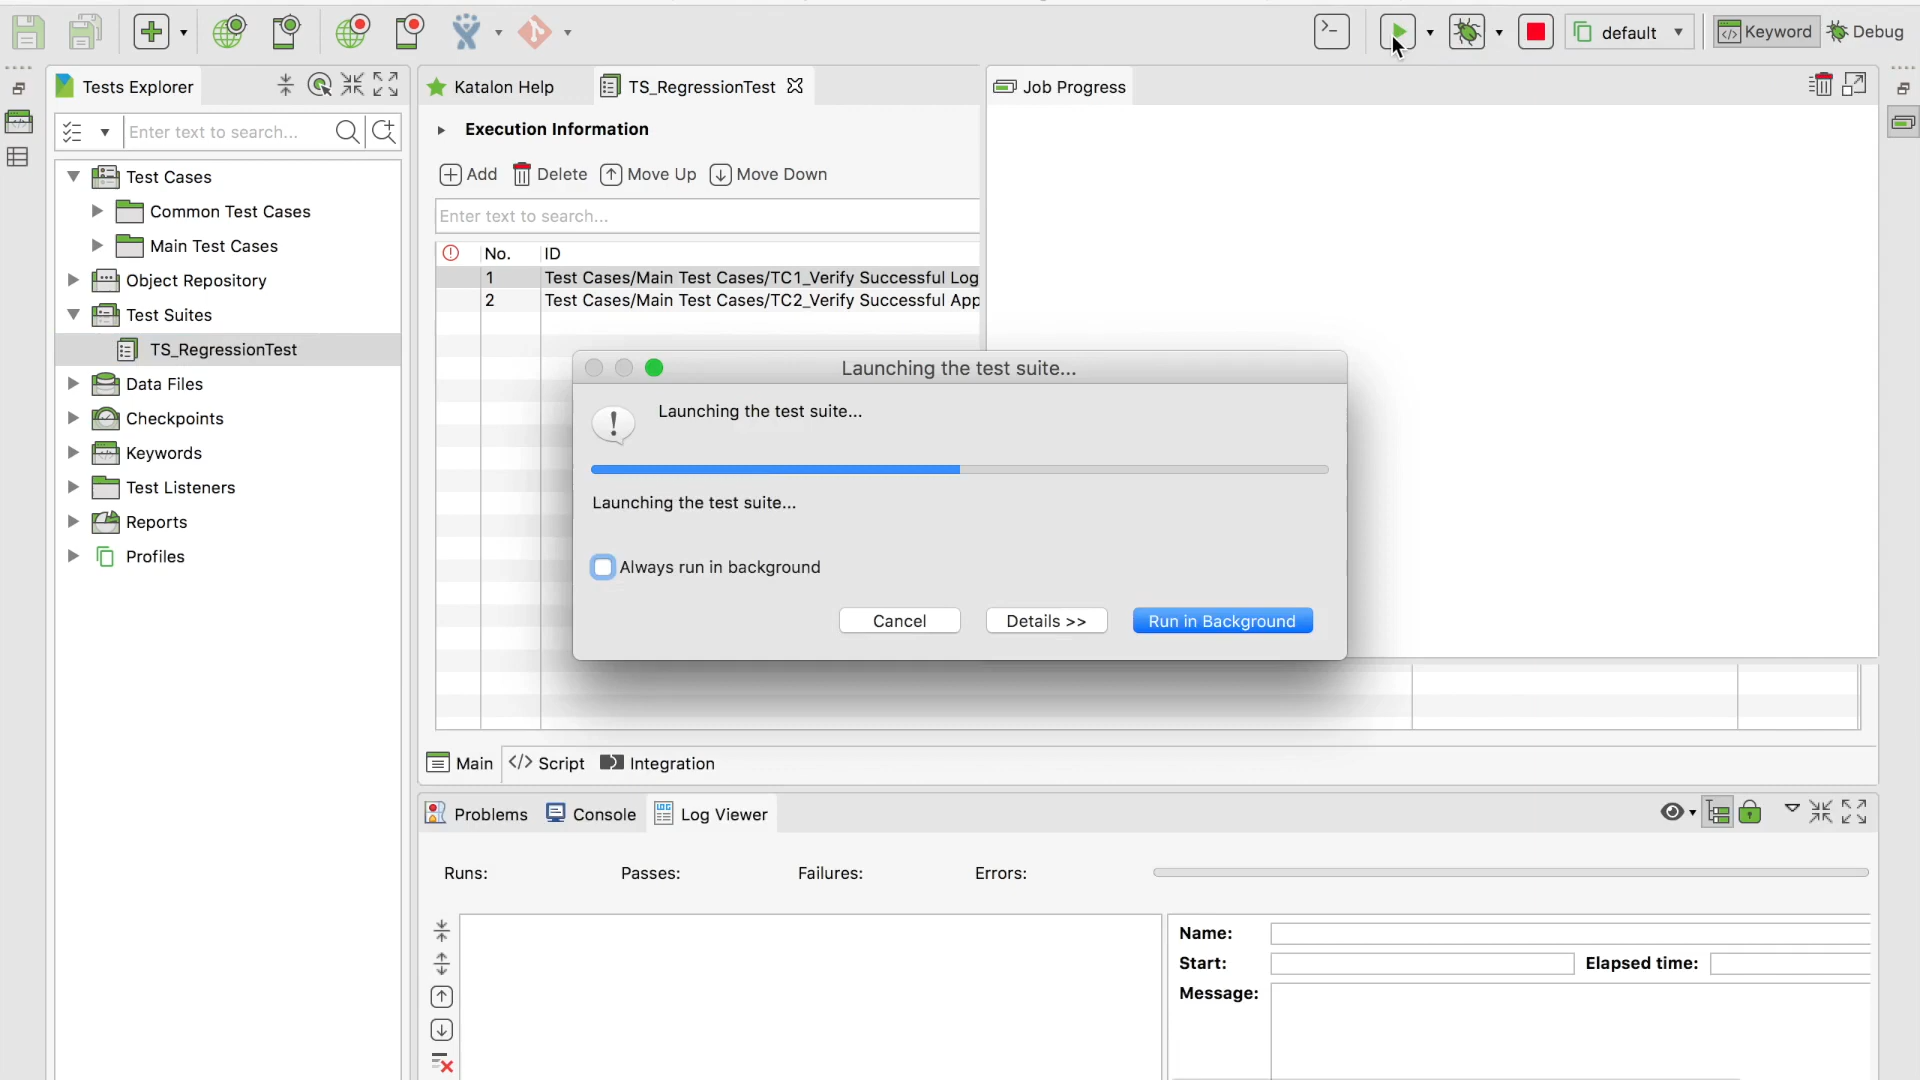 default
Keyword
Debug
Tests Explorer
Enter text to search...
Test Cases
Common Test Cases
Main Test Cases
Object Repository
Test Suites
TS_RegressionTest
Data Files
Checkpoints
Keywords
Test Listeners
Reports
Profiles
Katalon Help
TS_RegressionTest
Execution Information
Add
Delete
Move Up
Move Down
Enter text to search...
No.
ID
1
Test Cases/Main Test Cases/TC1_Verify Successful Log
2
Test Cases/Main Test Cases/TC2_Verify Successful App
Job Progress
Launching the test suite...
Launching the test suite...
Launching the test suite...
Always run in background
Cancel
Details >>
Run in Background
Main
</> Script
Integration
Problems
Console
LOG
Log Viewer
Runs:
Passes:
Failures:
Errors:
Name:
Start:
Elapsed time:
Message: